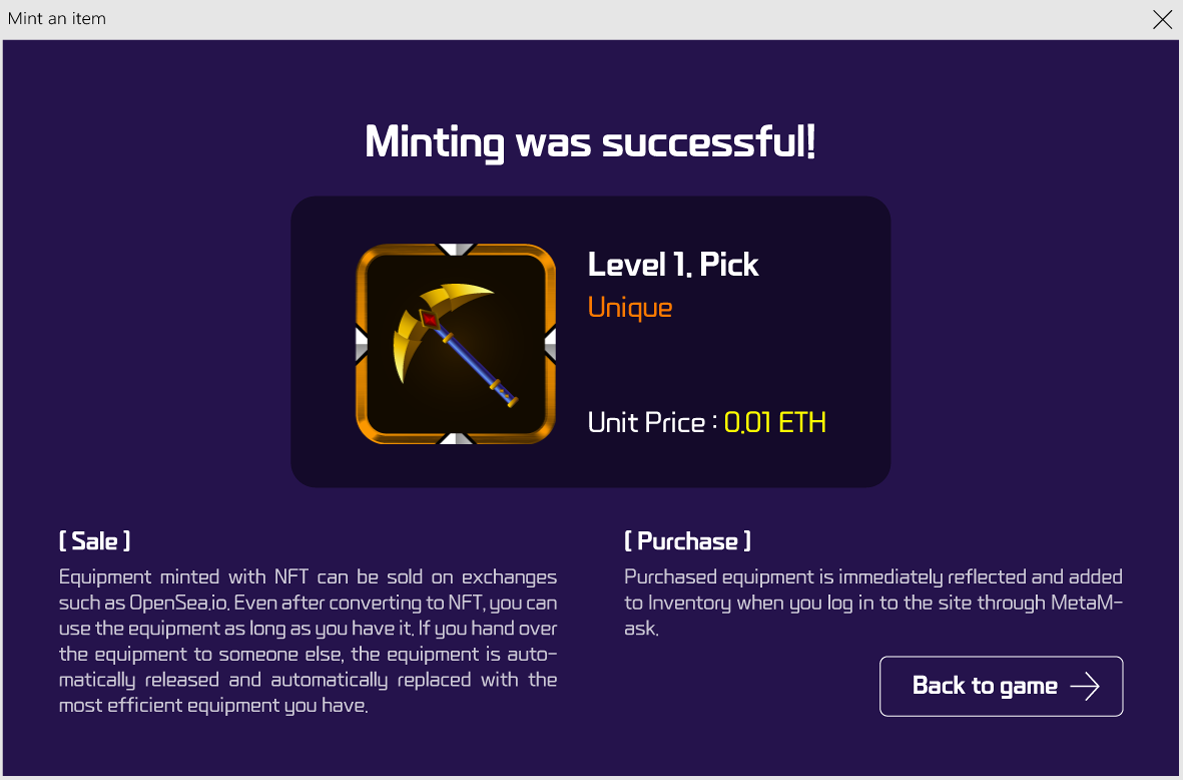 Mint an item
Minting was successful!
Level 1. Pick
Unique
Unit Price : 0.01 ETH
[ Sale ]
Equipment minted with NFT can be sold on exchanges
such as OpenSea.io. Even after converting to NFT, you can
use the equipment as long as you have it. If you hand over
the equipment to someone else, the equipment is auto-
matically released and automatically replaced with the
most efficient equipment you have.
[ Purchase ]
Purchased equipment is immediately reflected and added
to Inventory when you log in to the site through MetaM-
ask.
Back to game